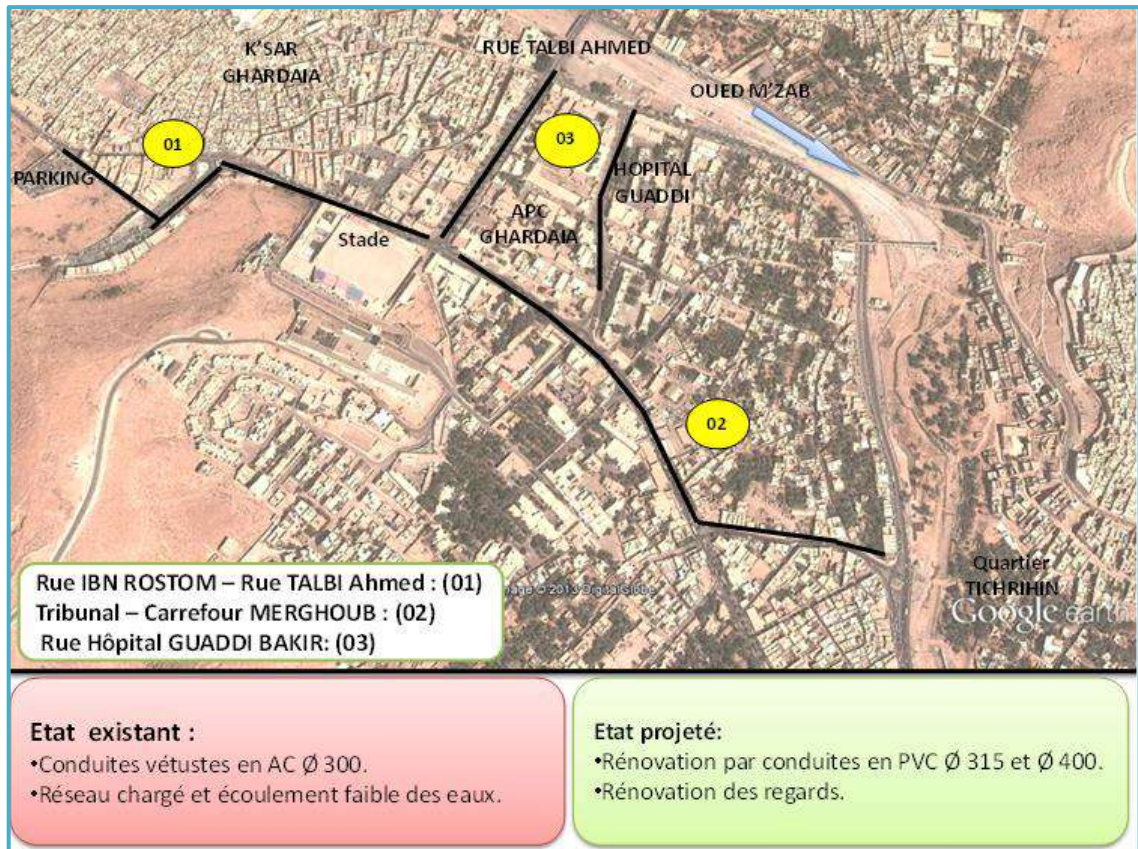 K'SAR
GHARDAIA
RUE TALBI AHMED
OUED M'ZAB
01
03
PARKING
HOPITAL
GUADDI
APC
GHARDAIA
Stade
02
Quartier
TICHRIHIN
Rue IBN ROSTOM – Rue TALBI Ahmed : (01)
Tribunal – Carrefour MERGHOUB : (02)
Rue Hôpital GUADDI BAKIR: (03)
© 2013 DigitalGlobe
Google earth
Etat existant :
•Conduites vétustes en AC Ø 300.
•Réseau chargé et écoulement faible des eaux.
Etat projeté:
•Rénovation par conduites en PVC Ø 315 et Ø 400.
•Rénovation des regards.